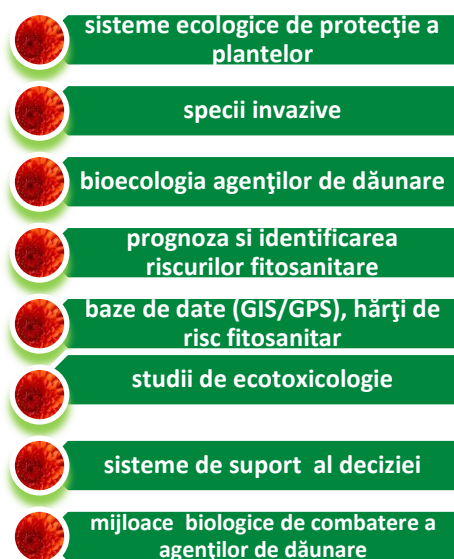 sisteme ecologice de protecţie a
plantelor
specii invazive
bioecologia agenţilor de dăunare
prognoza si identificarea
riscurilor fitosanitare
baze de date (GIS/GPS), hărţi de
risc fitosanitar
studii de ecotoxicologie
sisteme de suport al deciziei
mijloace biologice de combatere a
agenţilor de dăunare